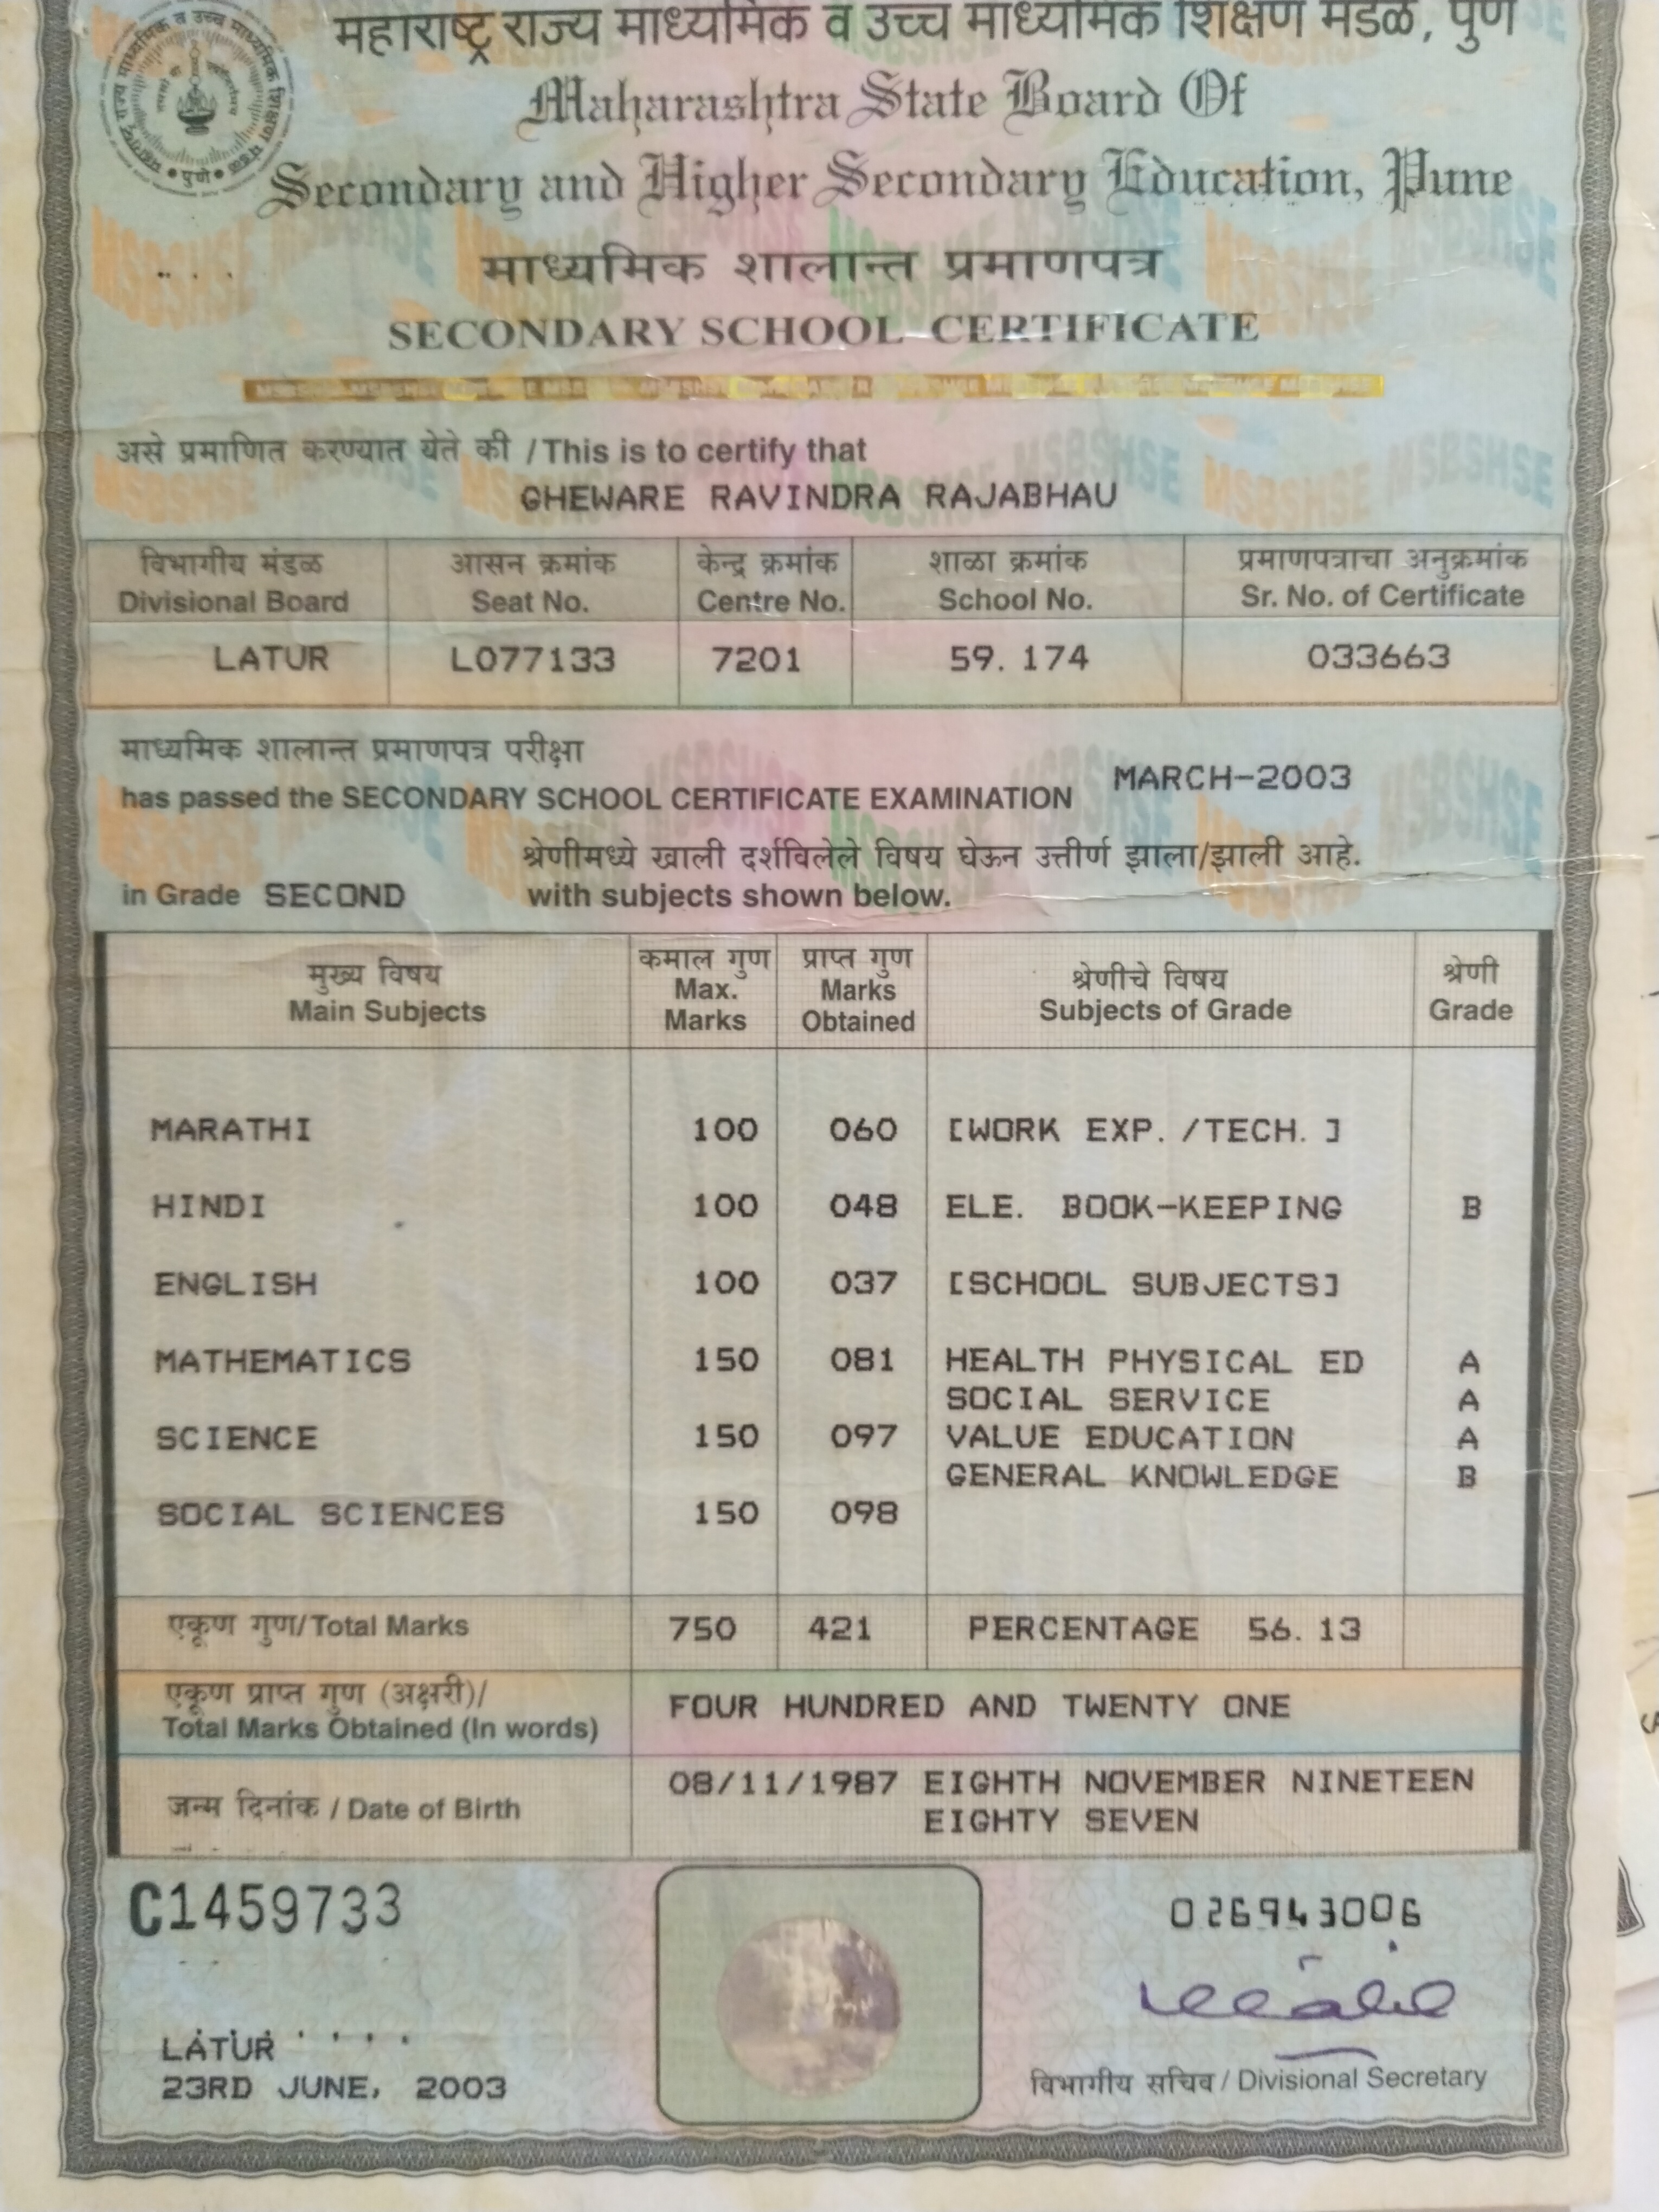 महाराष्ट्र राज्य माध्यमिक व उच्च माध्यमिक शिक्षण मंडळ, पुणे
Maharashtra State Board Of
Secondary and Higher Secondary Education, Pune
माध्यमिक शालान्त प्रमाणपत्र
SECONDARY SCHOOL CERTIFICATE
असे प्रमाणित करण्यात येते की / This is to certify that
GHEWARE RAVINDRA RAJABHAU
विभागीय मंडळ आसन क्रमांक केन्द्र क्रमांक शाळा क्रमांक प्रमाणपत्राचा अनुक्रमांक
Divisional Board Seat No. Centre No. School No. Sr. No. of Certificate
LATUR L077133 7201 59. 174 033663
माध्यमिक शालान्त प्रमाणपत्र परीक्षा
has passed the SECONDARY SCHOOL CERTIFICATE EXAMINATION MARCH-2003
श्रेणीमध्ये खाली दर्शविलेले विषय घेऊन उत्तीर्ण झाला/झाली आहे.
in Grade SECOND with subjects shown below.
मुख्य विषय कमाल गुण प्राप्त गुण श्रेणीचे विषय श्रेणी
Main Subjects Max. Marks Marks Obtained Subjects of Grade Grade
MARATHI 100 060 [WORK EXP. /TECH. ]
HINDI 100 048 ELE. BOOK-KEEPING B
ENGLISH 100 037 [SCHOOL SUBJECTS]
MATHEMATICS 150 081 HEALTH PHYSICAL ED A
SOCIAL SERVICE A
SCIENCE 150 097 VALUE EDUCATION A
GENERAL KNOWLEDGE B
SOCIAL SCIENCES 150 098
एकूण गुण/Total Marks 750 421 PERCENTAGE 56. 13
एकूण प्राप्त गुण (अक्षरी)/
Total Marks Obtained (In words) FOUR HUNDRED AND TWENTY ONE
जन्म दिनांक / Date of Birth 08/11/1987 EIGHTH NOVEMBER NINETEEN
EIGHTY SEVEN
C1459733 026943006
LATUR
23RD JUNE, 2003
विभागीय सचिव / Divisional Secretary